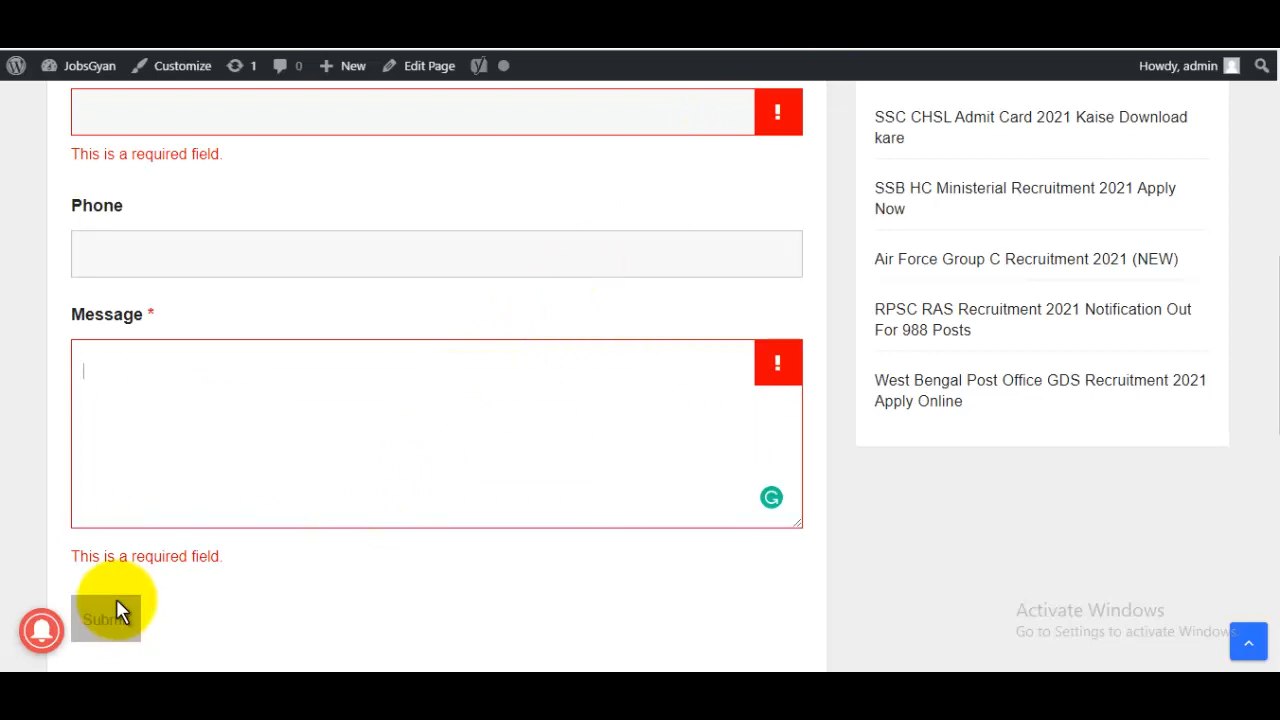 JobsGyan Customize 1 0 New Edit Page Howdy, admin
This is a required field.
Phone
Message *
This is a required field.
Submit
SSC CHSL Admit Card 2021 Kaise Download
kare
SSB HC Ministerial Recruitment 2021 Apply
Now
Air Force Group C Recruitment 2021 (NEW)
RPSC RAS Recruitment 2021 Notification Out
For 988 Posts
West Bengal Post Office GDS Recruitment 2021
Apply Online
Activate Windows
Go to Settings to activate Windows.